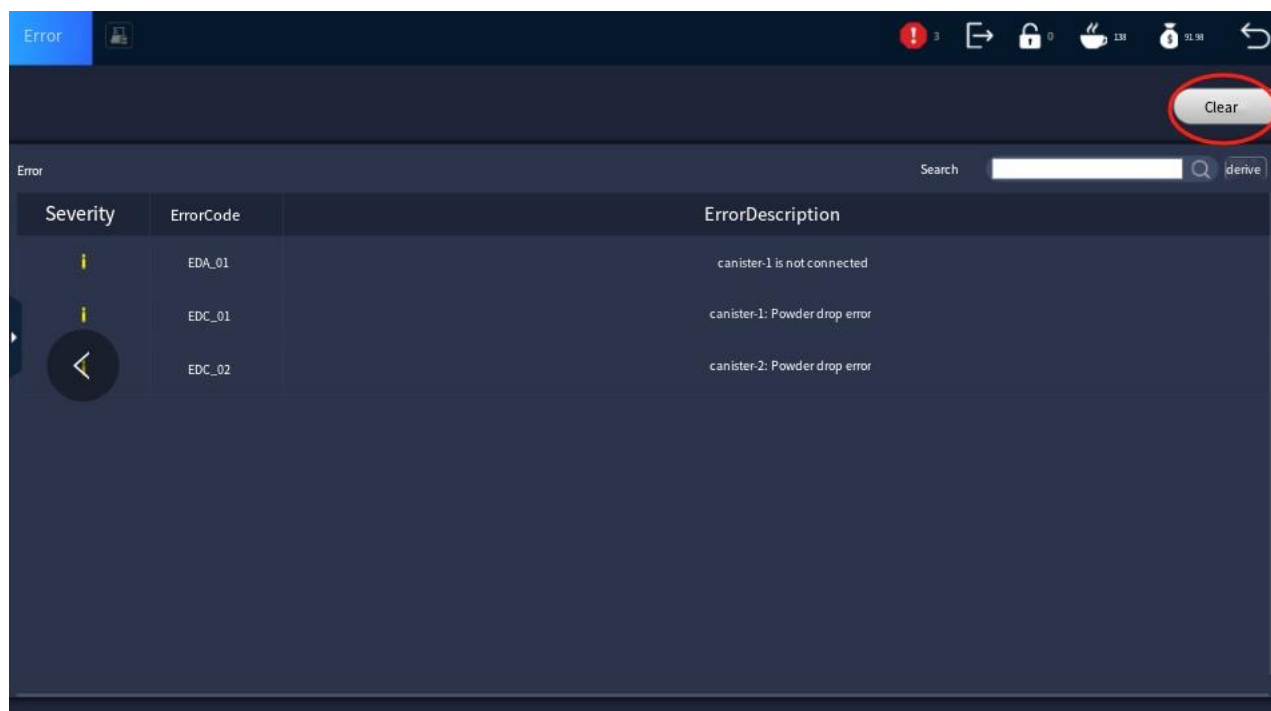 Error
3
0
138
91.98
Clear
Error
Search
derive
Severity ErrorCode ErrorDescription
EDA_01 canister-1 is not connected
EDC_01 canister-1: Powder drop error
EDC_02 canister-2: Powder drop error